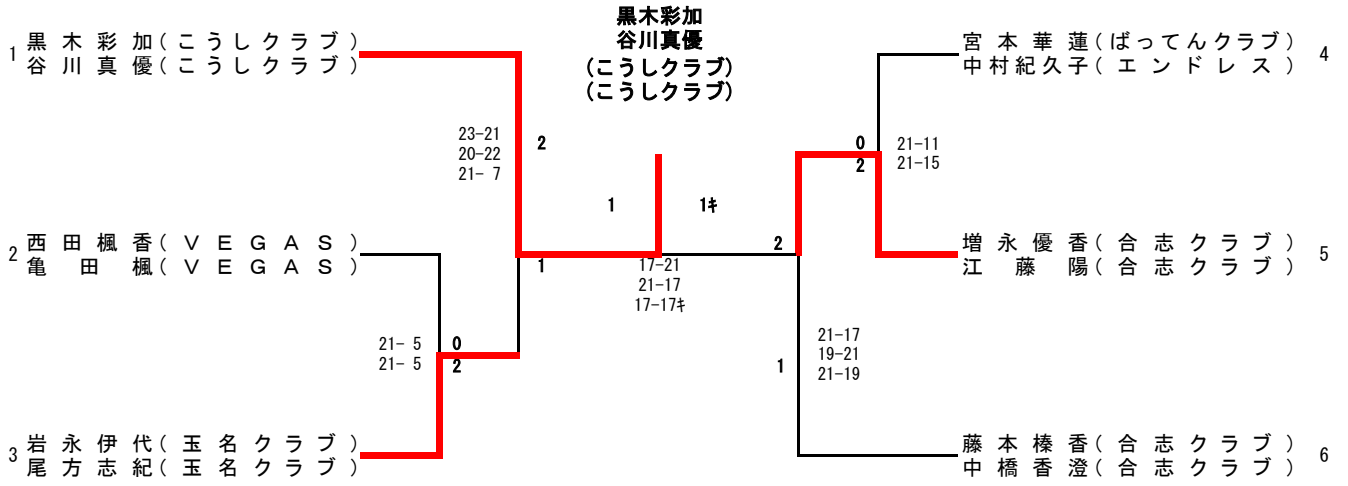 黒木彩加
谷川真優
(こうしクラブ)
(こうしクラブ)
1 黒木彩加(こうしクラブ)
谷川真優(こうしクラブ)
宮本華蓮(ばってんクラブ) 4
中村紀久子(エンドレス)
23-21
20-22
21- 7
2
0
2
21-11
21-15
1
1ｷ
2 西田楓香(ＶＥＧＡＳ)
亀田楓(ＶＥＧＡＳ)
1
17-21
21-17
17-17ｷ
2
増永優香(合志クラブ) 5
江藤陽(合志クラブ)
21- 5
21- 5
0
2
1
21-17
19-21
21-19
3 岩永伊代(玉名クラブ)
尾方志紀(玉名クラブ)
藤本榛香(合志クラブ) 6
中橋香澄(合志クラブ)